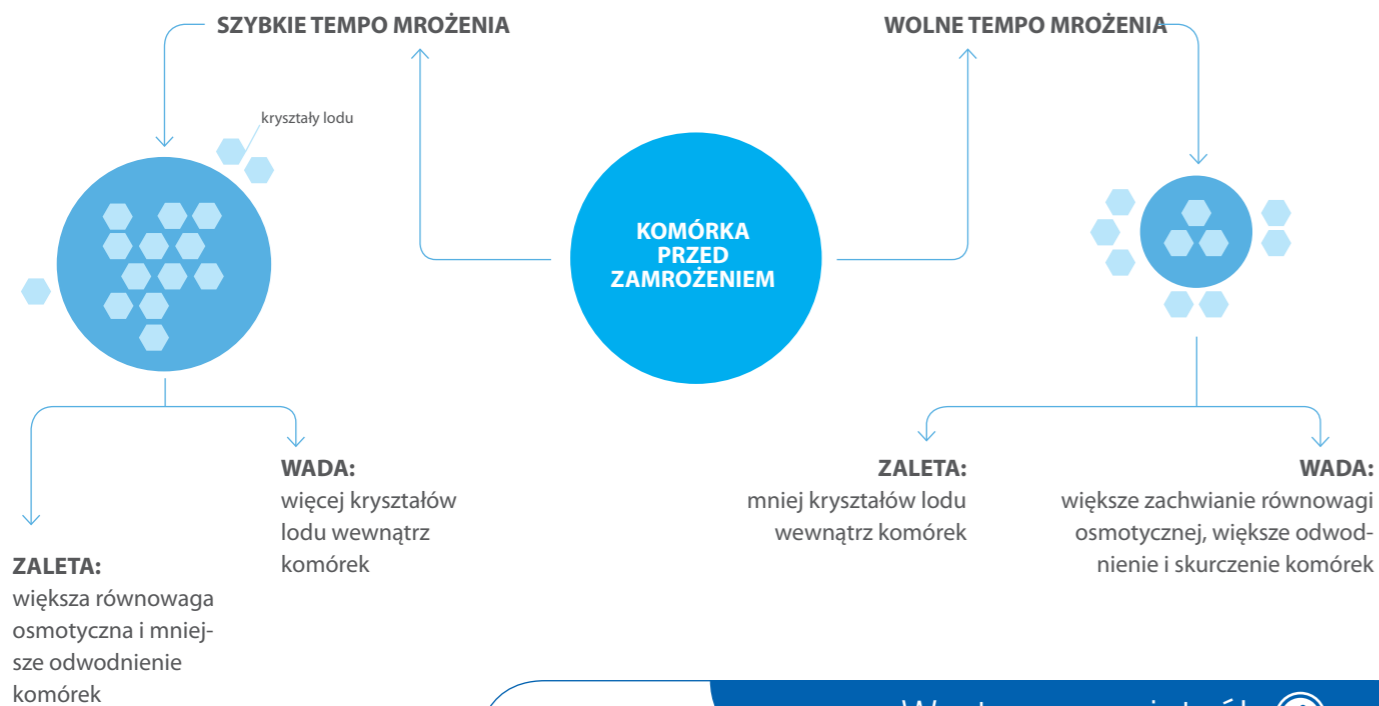 SZYBKIE TEMPO MROŻENIA
WOLNE TEMPO MROŻENIA
kryształy lodu
KOMÓRKA
PRZED
ZAMROŻENIEM
WADA:
więcej kryształów
lodu wewnątrz
komórek
ZALETA:
większa równowaga
osmotyczna i mniej-
sze odwodnienie
komórek
ZALETA:
mniej kryształów lodu
wewnątrz komórek
WADA:
większe zachwianie równowagi
osmotycznej, większe odwod-
nienie i skurczenie komórek